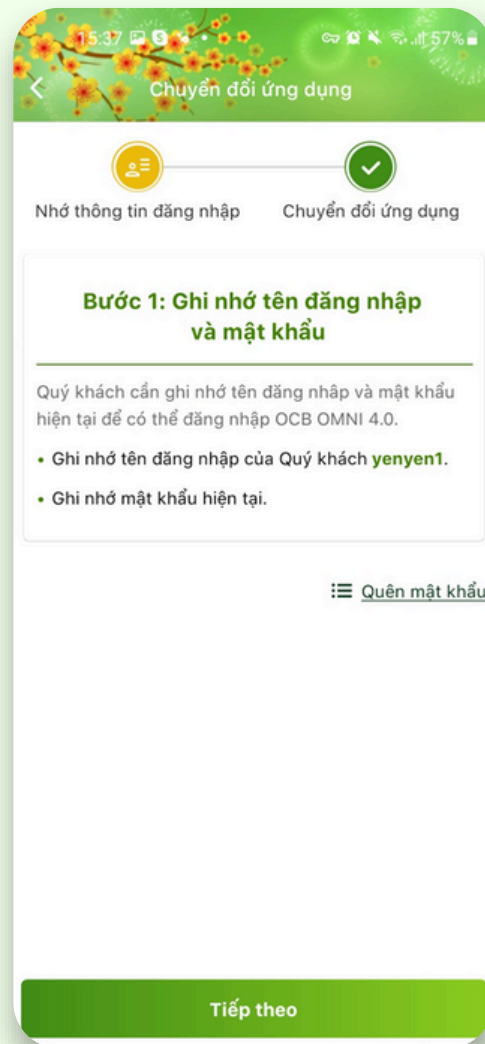 15:37
57%
Chuyển đổi ứng dụng
Nhớ thông tin đăng nhập
Chuyển đổi ứng dụng
Bước 1: Ghi nhớ tên đăng nhập
và mật khẩu
Quý khách cần ghi nhớ tên đăng nhâp và mật khẩu
hiện tại để có thể đăng nhập OCB OMNI 4.0.
• Ghi nhớ tên đăng nhập của Quý khách yenyen1.
• Ghi nhớ mật khẩu hiện tại.
Quên mật khẩu
Tiếp theo